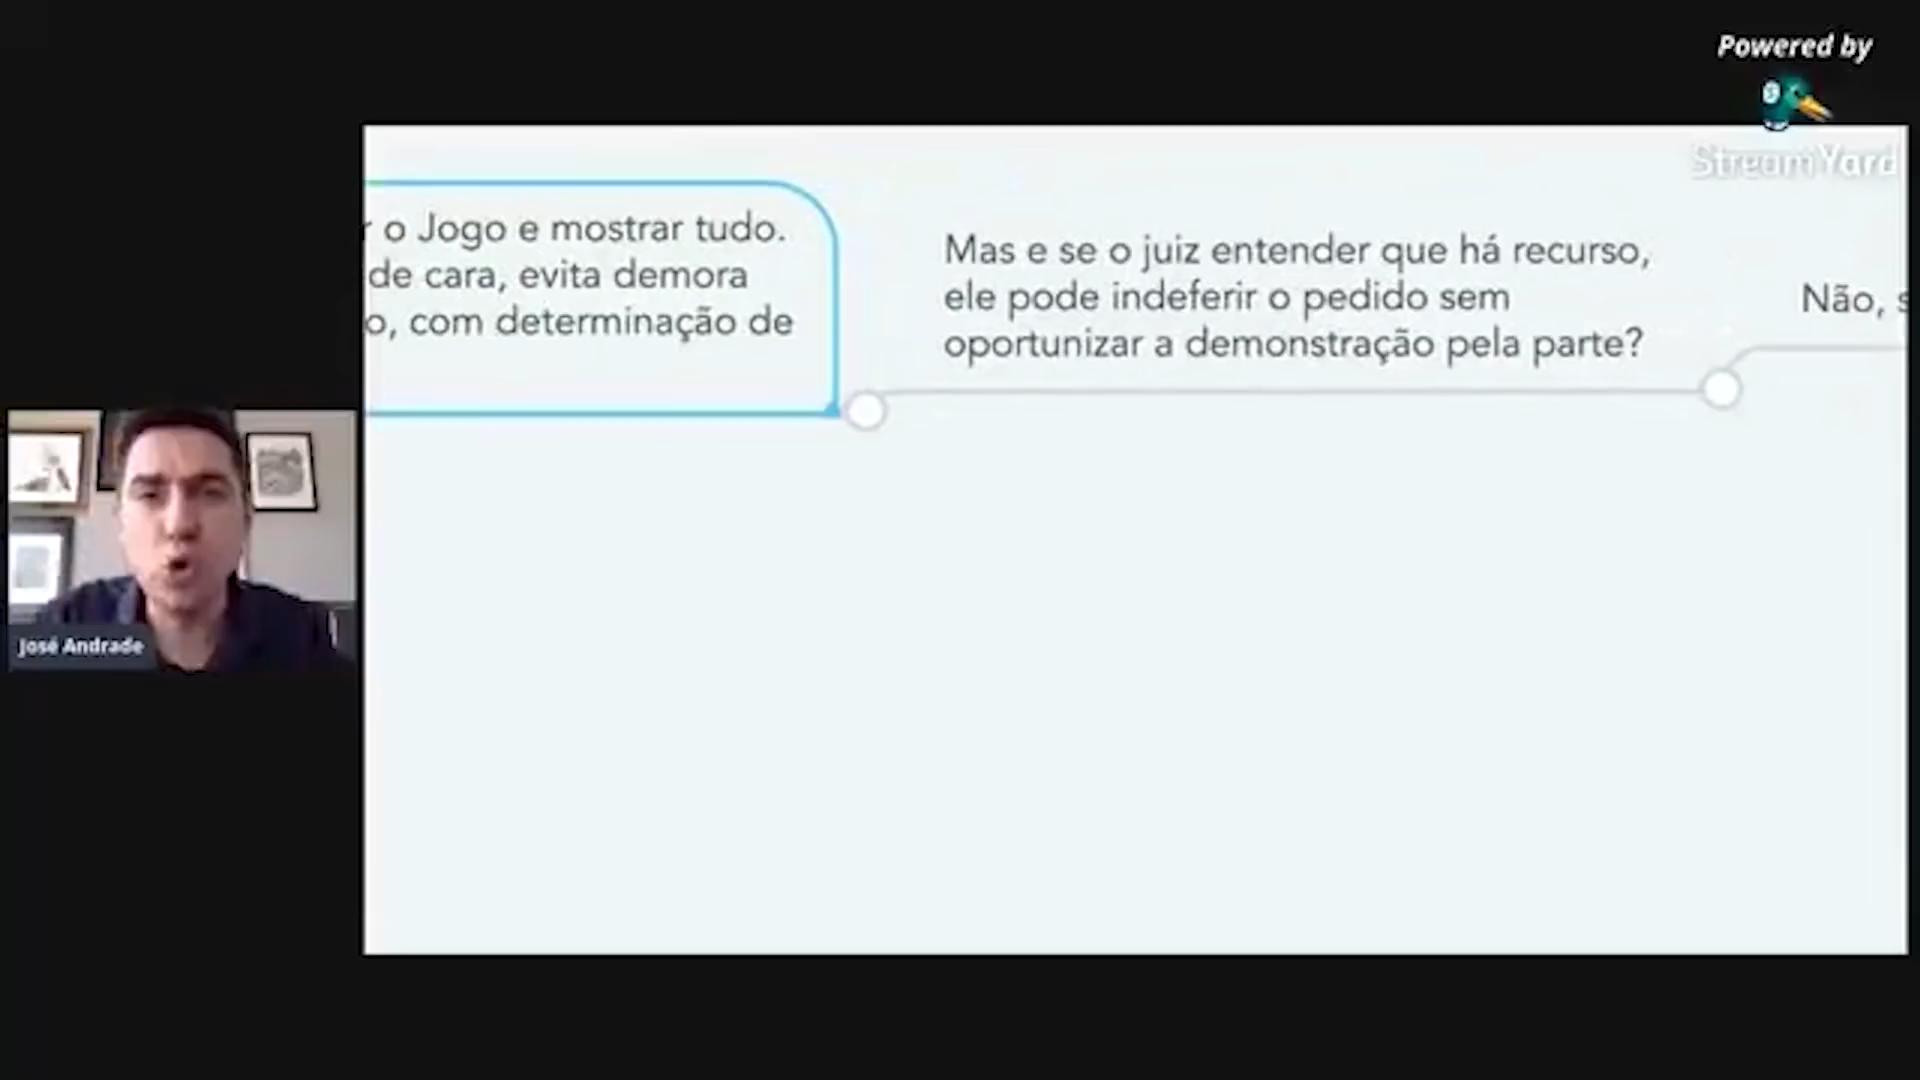 Powered by
StreamYard
r o Jogo e mostrar tudo.
de cara, evita demora
o, com determinação de
Mas e se o juiz entender que há recurso,
ele pode indeferir o pedido sem
oportunizar a demonstração pela parte?
Não, s
José Andrade